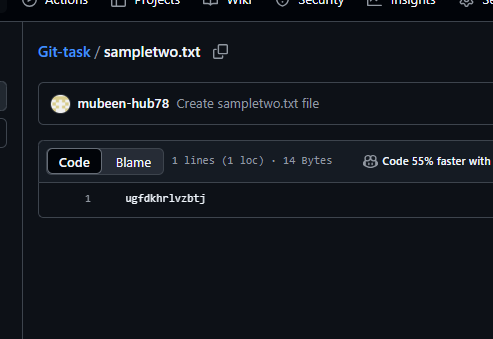 Actions Projects Wiki Security Insights
Git-task / sampletwo.txt
mubeen-hub78 Create sampletwo.txt file
Code Blame 1 lines (1 loc) · 14 Bytes Code 55% faster with
1 ugfdkhrlvzbtj